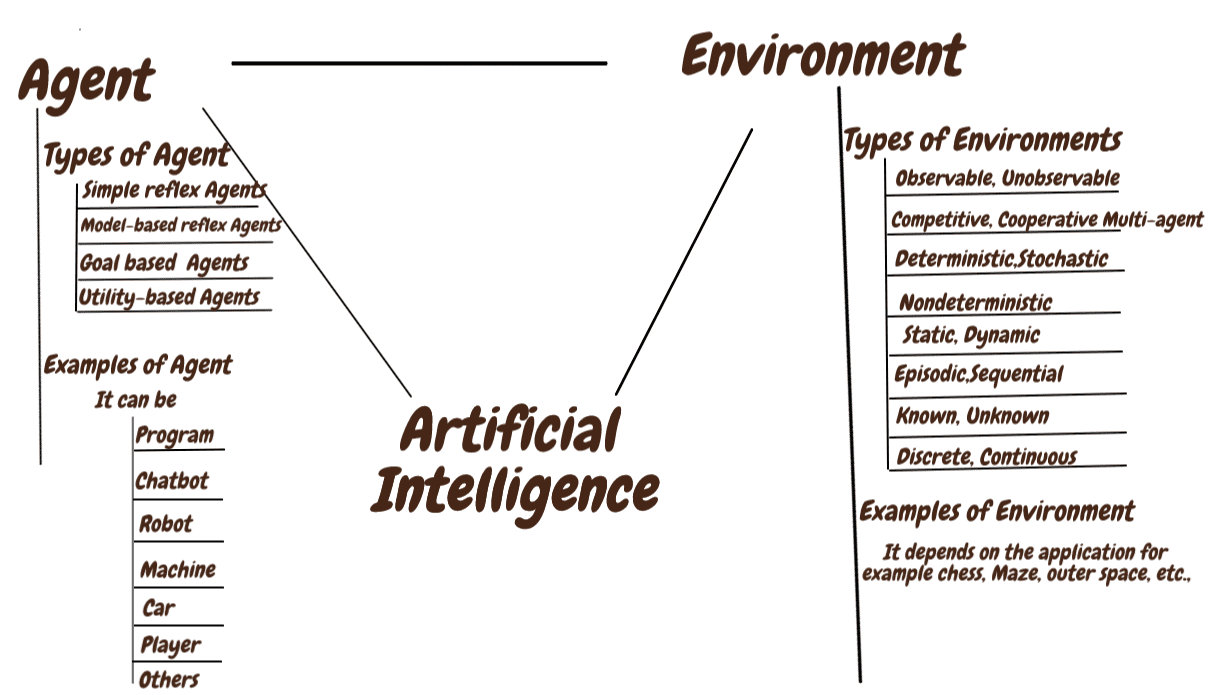 Agent
Types of Agent
Simple reflex Agents
Model-based reflex Agents
Goal based Agents
Utility-based Agents
Examples of Agent
It can be
Program
Chatbot
Robot
Machine
Car
Player
Others
Artificial
Intelligence
Environment
Types of Environments
Observable, Unobservable
Competitive, Cooperative Multi-agent
Deterministic,Stochastic
Nondeterministic
Static, Dynamic
Episodic,Sequential
Known, Unknown
Discrete, Continuous
Examples of Environment
It depends on the application for
example chess, Maze, outer space, etc.,